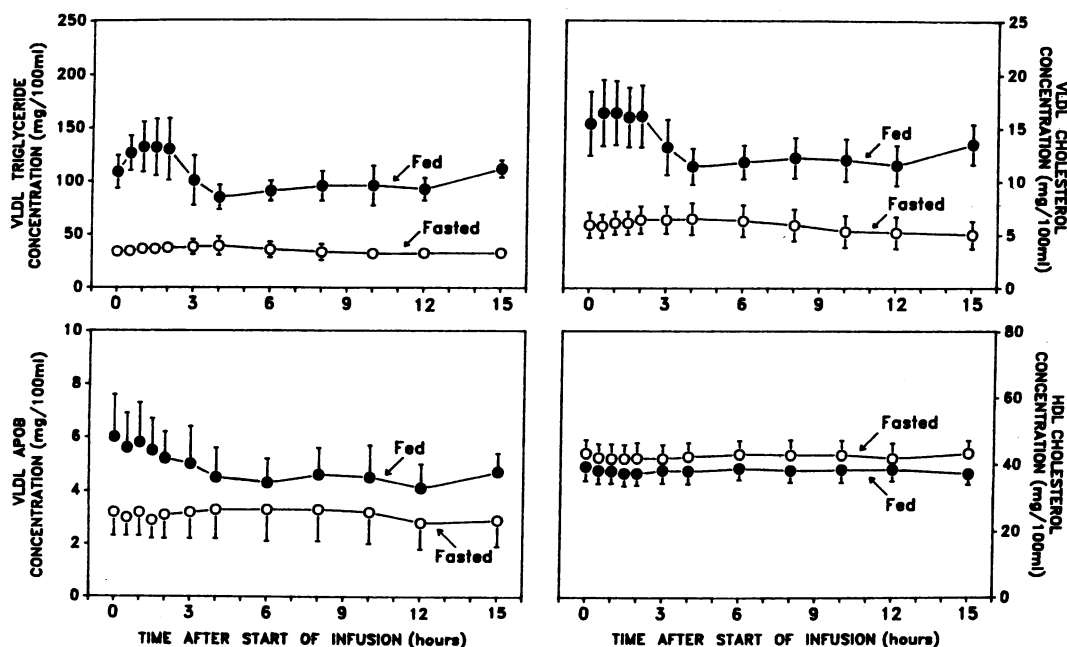 VLDL TRIGLYCERIDE
CONCENTRATION (mg/100ml)
250
200
150
100
50
0
Fed
Fasted
0 3 6 9 12 15
VLDL CHOLESTEROL
CONCENTRATION (mg/100ml)
25
20
15
10
5
0
Fed
Fasted
0 3 6 9 12 15
VLDL APOB
CONCENTRATION (mg/100ml)
10
8
6
4
2
0
Fed
Fasted
0 3 6 9 12 15
TIME AFTER START OF INFUSION (hours)
HDL CHOLESTEROL
CONCENTRATION (mg/100ml)
80
60
40
20
0
Fasted
Fed
0 3 6 9 12 15
TIME AFTER START OF INFUSION (hours)